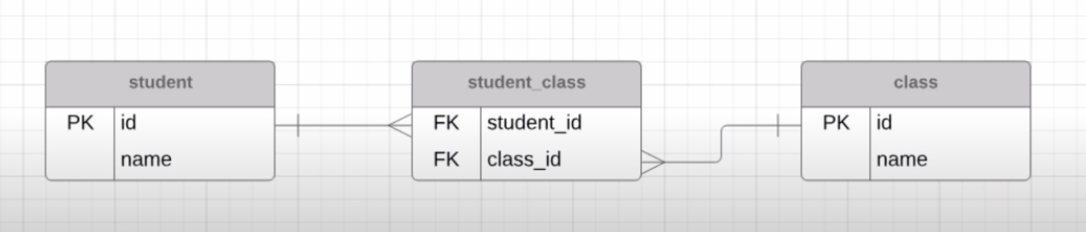 student
PK id
name
student_class
FK student_id
FK class_id
class
PK id
name